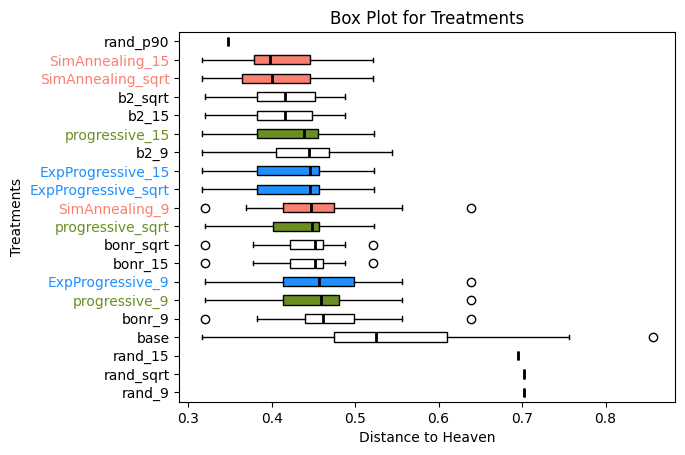 Box Plot for Treatments
Treatments
rand_p90
SimAnnealing_15
SimAnnealing_sqrt
b2_sqrt
b2_15
progressive_15
b2_9
ExpProgressive_15
ExpProgressive_sqrt
SimAnnealing_9
progressive_sqrt
bonr_sqrt
bonr_15
ExpProgressive_9
progressive_9
bonr_9
base
rand_15
rand_sqrt
rand_9
0.3 0.4 0.5 0.6 0.7 0.8
Distance to Heaven